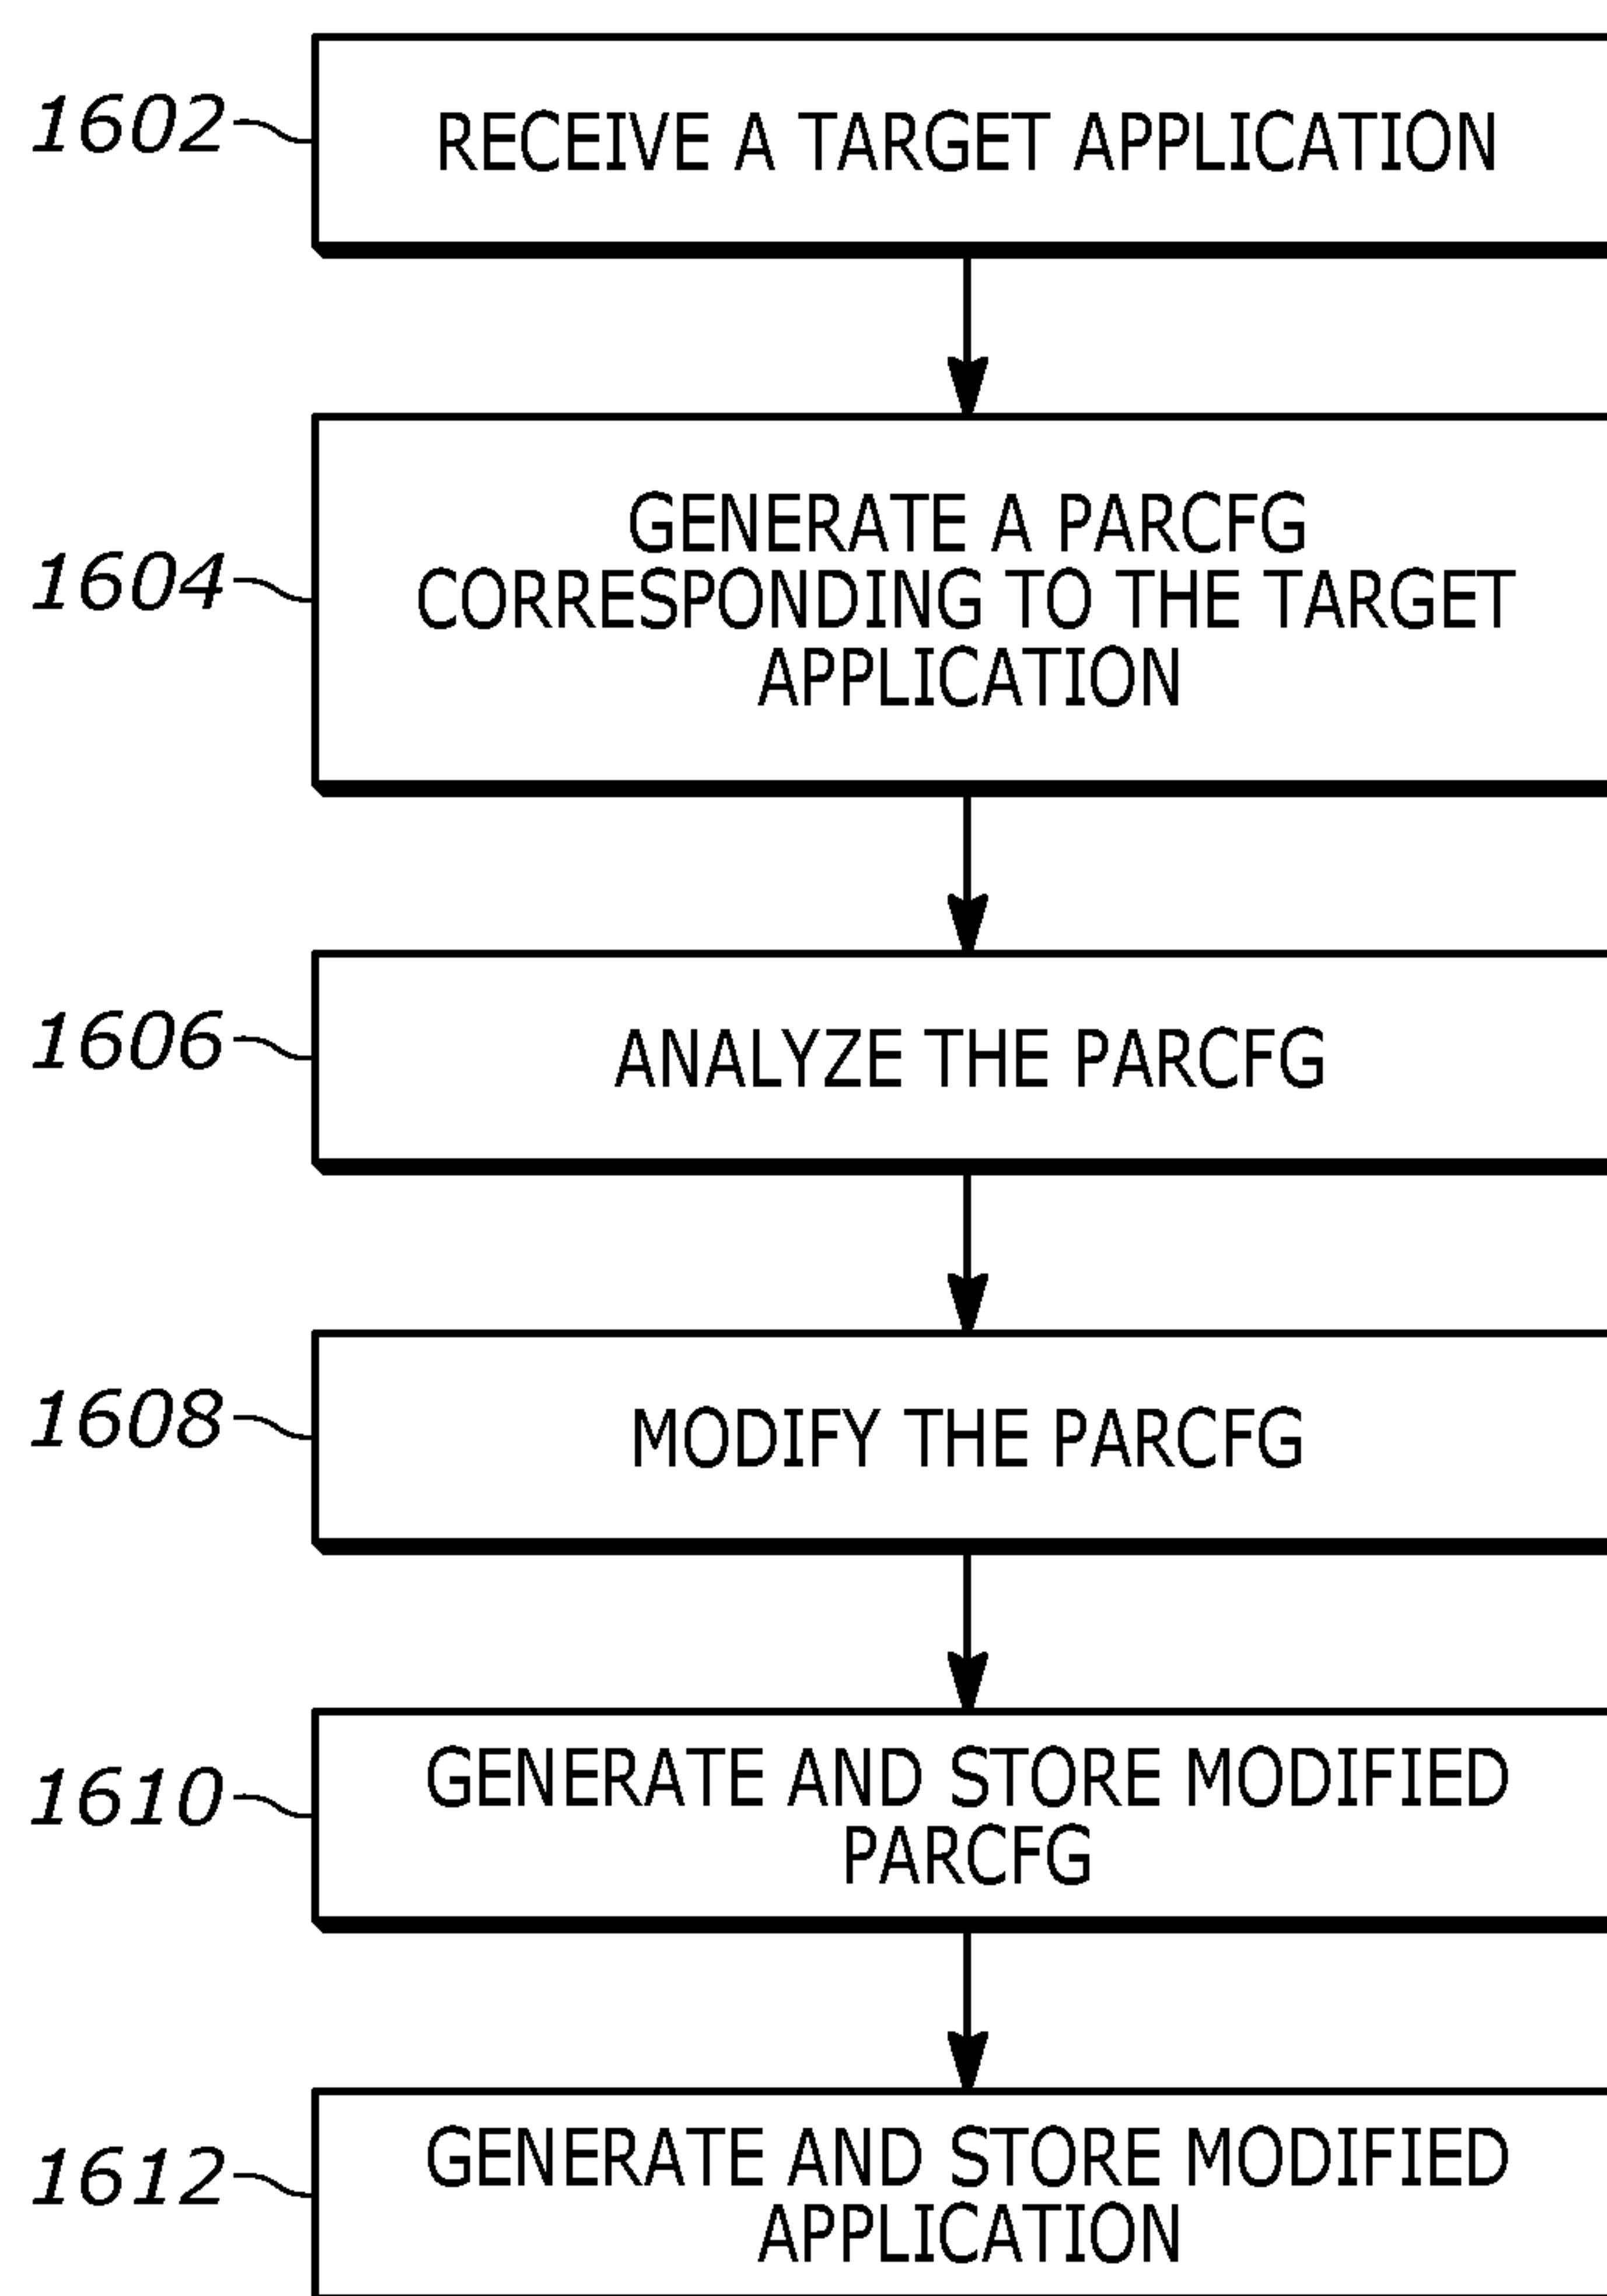 1602
RECEIVE A TARGET APPLICATION
1604
GENERATE A PARCFG
CORRESPONDING TO THE TARGET
APPLICATION
1606
ANALYZE THE PARCFG
1608
MODIFY THE PARCFG
1610
GENERATE AND STORE MODIFIED
PARCFG
1612
GENERATE AND STORE MODIFIED
APPLICATION